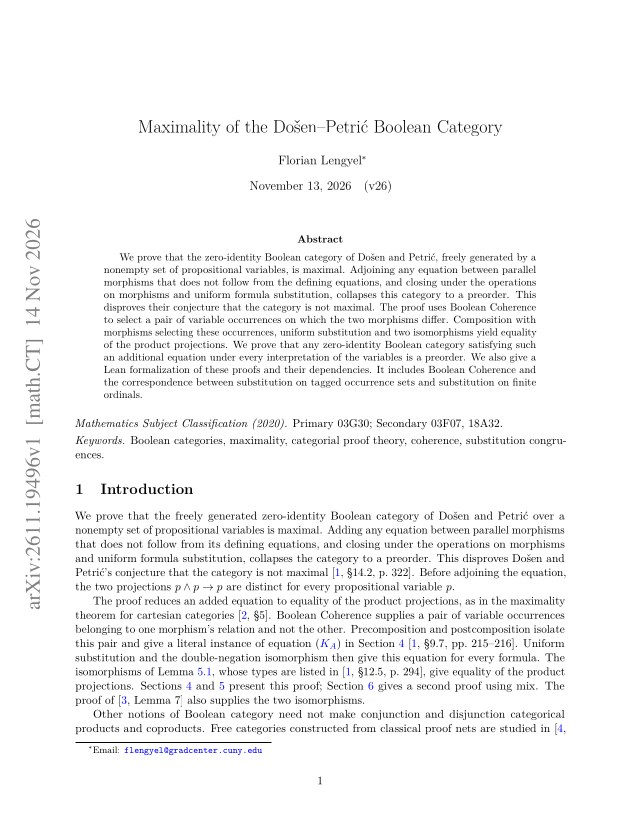 Maximality of the Došen–Petrić Boolean Category
Florian Lengyel*
November 13, 2026 (v26)
arXiv:2611.19496v1 [math.CT] 14 Nov 2026
Abstract
We prove that the zero-identity Boolean category of Došen and Petrić, freely generated by a
nonempty set of propositional variables, is maximal. Adjoining any equation between parallel
morphisms that does not follow from the defining equations, and closing under the operations
on morphisms and uniform formula substitution, collapses this category to a preorder. This
disproves their conjecture that the category is not maximal. The proof uses Boolean Coherence
to select a pair of variable occurrences on which the two morphisms differ. Composition with
morphisms selecting these occurrences, uniform substitution and two isomorphisms yield equality
of the product projections. We prove that any zero-identity Boolean category satisfying such
an additional equation under every interpretation of the variables is a preorder. We also give a
Lean formalization of these proofs and their dependencies. It includes Boolean Coherence and
the correspondence between substitution on tagged occurrence sets and substitution on finite
ordinals.
Mathematics Subject Classification (2020). Primary 03G30; Secondary 03F07, 18A32.
Keywords. Boolean categories, maximality, categorial proof theory, coherence, substitution congru-
ences.
1 Introduction
We prove that the freely generated zero-identity Boolean category of Došen and Petrić over a
nonempty set of propositional variables is maximal. Adding any equation between parallel morphisms
that does not follow from its defining equations, and closing under the operations on morphisms
and uniform formula substitution, collapses the category to a preorder. This disproves Došen and
Petrić's conjecture that the category is not maximal [1, §14.2, p. 322]. Before adjoining the equation,
the two projections p ∧ p → p are distinct for every propositional variable p.
The proof reduces an added equation to equality of the product projections, as in the maximality
theorem for cartesian categories [2, §5]. Boolean Coherence supplies a pair of variable occurrences
belonging to one morphism's relation and not the other. Precomposition and postcomposition isolate
this pair and give a literal instance of equation (K_A) in Section 4 [1, §9.7, pp. 215–216]. Uniform
substitution and the double-negation isomorphism then give this equation for every formula. The
isomorphisms of Lemma 5.1, whose types are listed in [1, §12.5, p. 294], give equality of the product
projections. Sections 4 and 5 present this proof; Section 6 gives a second proof using mix. The
proof of [3, Lemma 7] also supplies the two isomorphisms.
Other notions of Boolean category need not make conjunction and disjunction categorical
products and coproducts. Free categories constructed from classical proof nets are studied in [4,
*Email: flengyel@gradcenter.cuny.edu
1